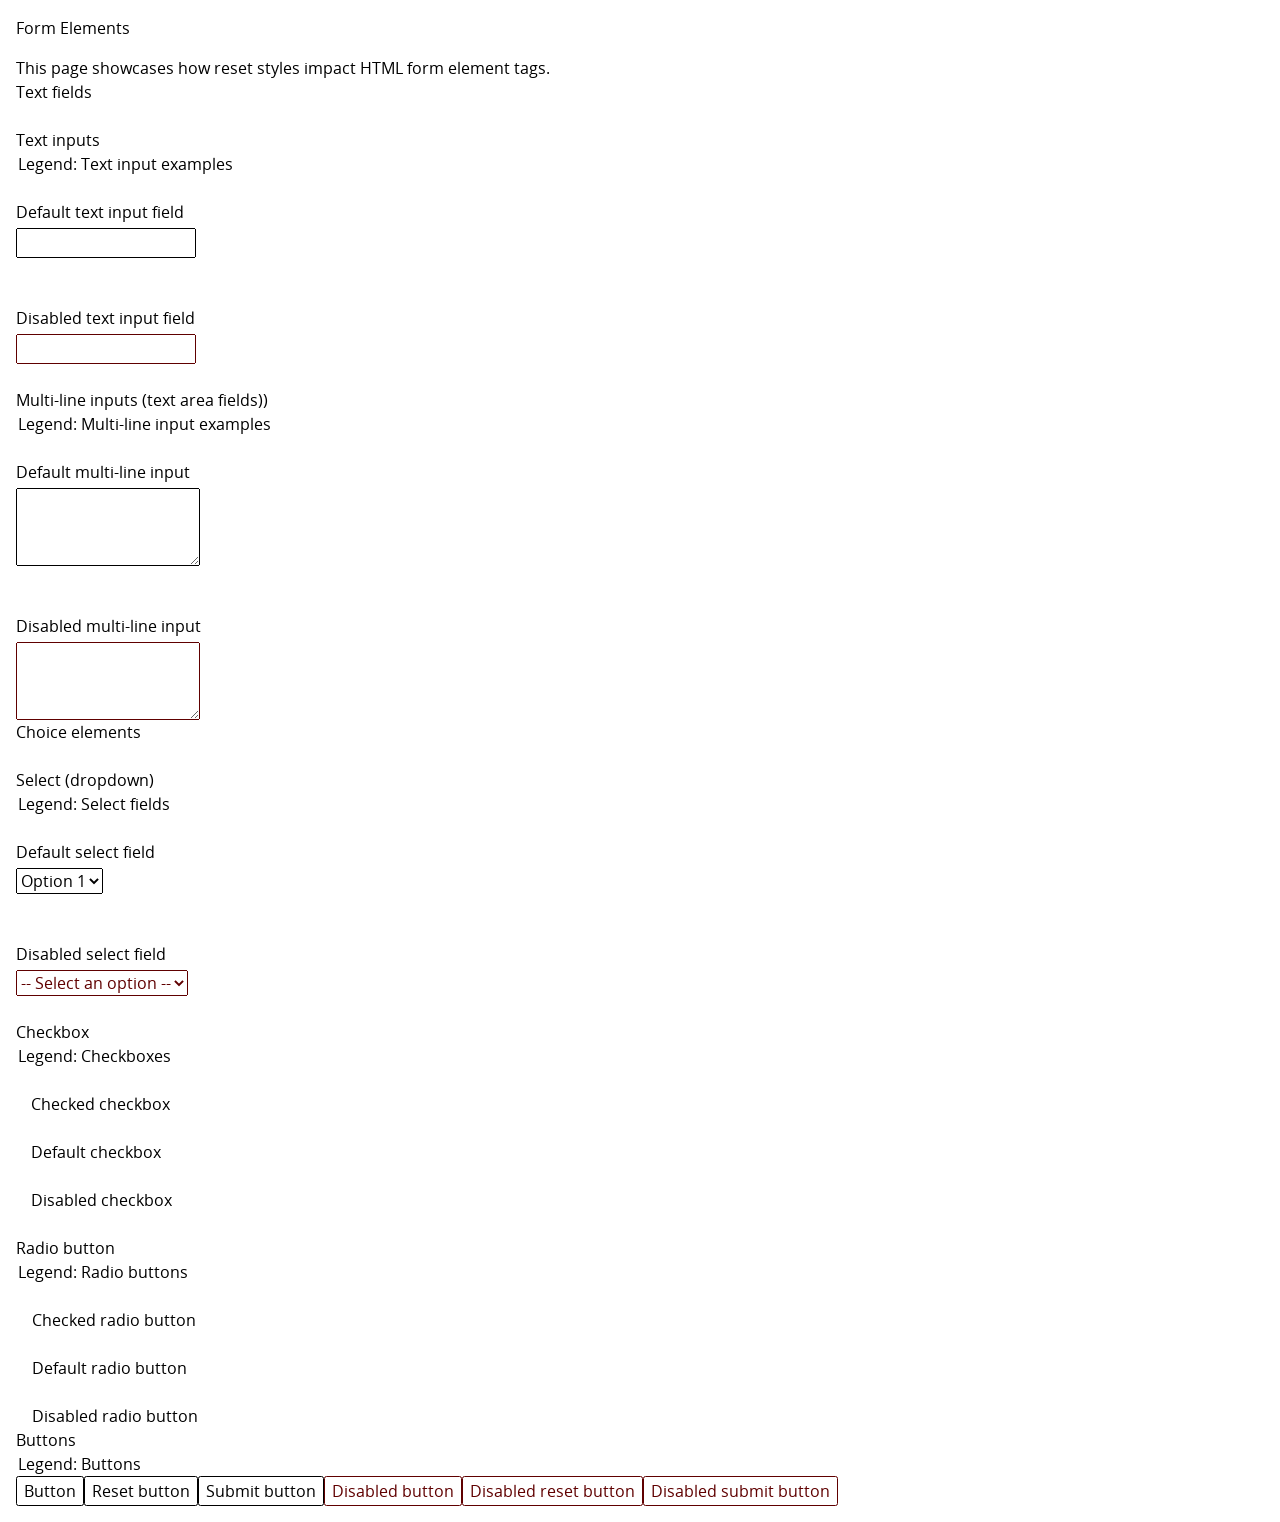 Form Elements
This page showcases how reset styles impact HTML form element tags.
Text fields
Text inputs
Legend: Text input examples
Default text input field
Disabled text input field
Multi-line inputs (text area fields))
Legend: Multi-line input examples
Default multi-line input
Disabled multi-line input
Choice elements
Select (dropdown)
Legend: Select fields
Default select field
Option 1
Disabled select field
-- Select an option --
Checkbox
Legend: Checkboxes
Checked checkbox
Default checkbox
Disabled checkbox
Radio button
Legend: Radio buttons
Checked radio button
Default radio button
Disabled radio button
Buttons
Legend: Buttons
Button Reset button Submit button Disabled button Disabled reset button Disabled submit button